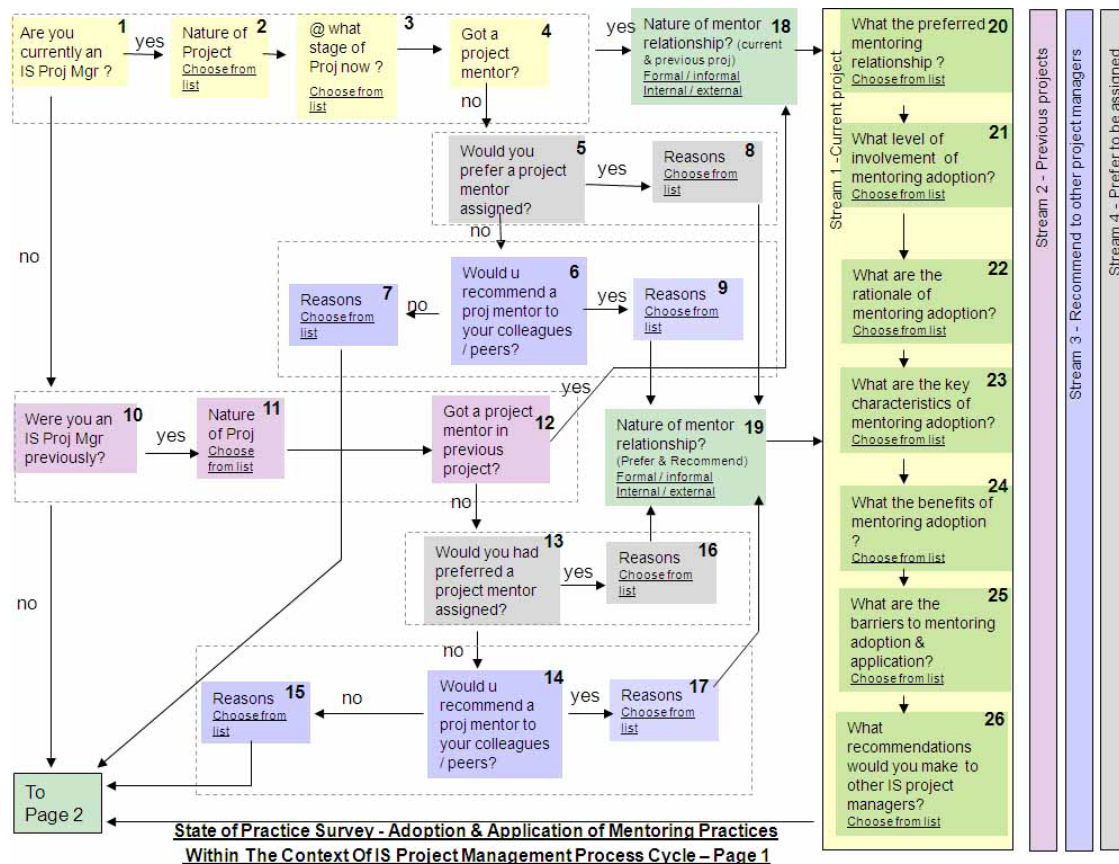 1
Are you
currently an
IS Proj Mgr ?
yes
2
Nature of
Project
Choose from
list
3
@ what
stage of
Proj now ?
Choose from
list
4
Got a
project
mentor?
yes
18
Nature of mentor
relationship? (current
& previous proj)
Formal / informal
Internal / external
no
5
Would you
prefer a project
mentor
assigned?
yes
8
Reasons
Choose from
list
no
no
6
Would u
recommend a
proj mentor to
your colleagues
/ peers?
no
7
Reasons
Choose from
list
yes
9
Reasons
Choose from
list
10
Were you an
IS Proj Mgr
previously?
yes
11
Nature
of Proj
Choose
from list
12
Got a project
mentor in
previous
project?
yes
19
Nature of mentor
relationship?
(Prefer & Recommend)
Formal / informal
Internal / external
no
no
13
Would you had
preferred a
project mentor
assigned?
yes
16
Reasons
Choose from
list
no
14
Would u
recommend a
proj mentor to
your colleagues
/ peers?
no
15
Reasons
Choose from
list
yes
17
Reasons
Choose from
list
To
Page 2
Stream 1 -Current project
20
What the preferred
mentoring
relationship ?
Choose from list
21
What level of
involvement of
mentoring adoption?
Choose from list
22
What are the
rationale of
mentoring adoption?
Choose from list
23
What are the key
characteristics of
mentoring adoption?
Choose from list
24
What the benefits of
mentoring adoption
?
Choose from list
25
What are the
barriers to mentoring
adoption &
application?
Choose from list
26
What
recommendations
would you make to
other IS project
managers?
Choose from list
Stream 2 - Previous projects
Stream 3 - Recommend to other project managers
Stream 4 - Prefer to be assigned
State of Practice Survey - Adoption & Application of Mentoring Practices
Within The Context Of IS Project Management Process Cycle – Page 1